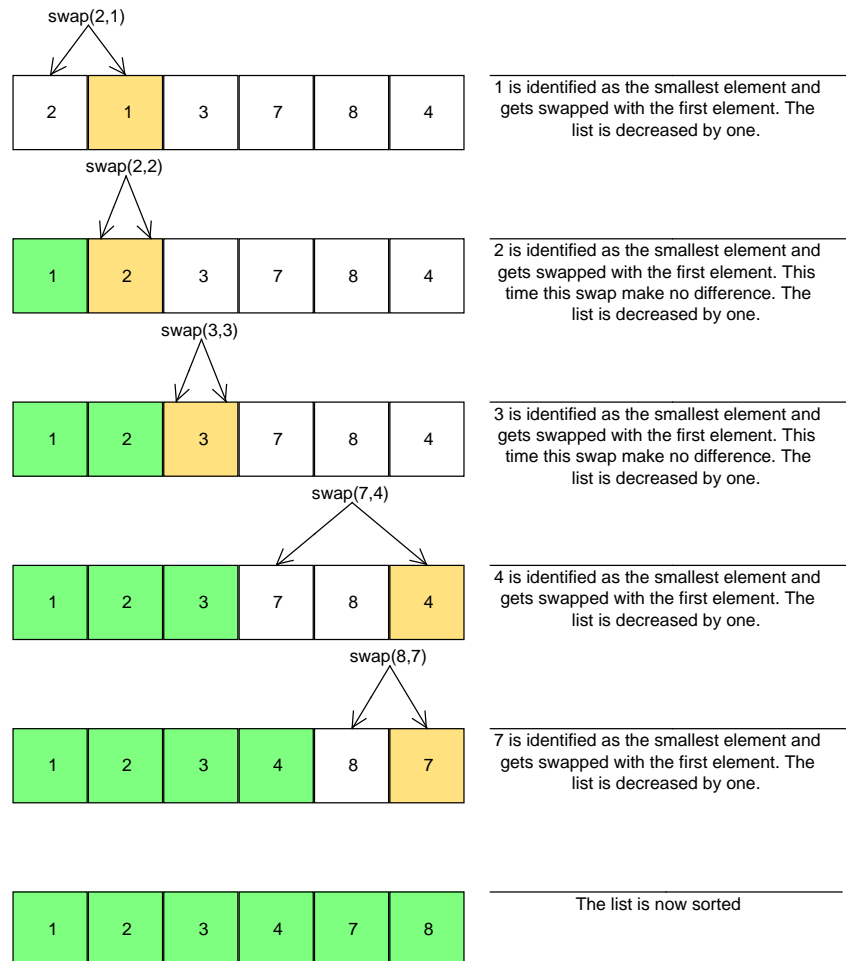 swap(2,1)
2 1 3 7 8 4
1 is identified as the smallest element and
gets swapped with the first element. The
list is decreased by one.
swap(2,2)
1 2 3 7 8 4
2 is identified as the smallest element and
gets swapped with the first element. This
time this swap make no difference. The
list is decreased by one.
swap(3,3)
1 2 3 7 8 4
3 is identified as the smallest element and
gets swapped with the first element. This
time this swap make no difference. The
list is decreased by one.
swap(7,4)
1 2 3 7 8 4
4 is identified as the smallest element and
gets swapped with the first element. The
list is decreased by one.
swap(8,7)
1 2 3 4 8 7
7 is identified as the smallest element and
gets swapped with the first element. The
list is decreased by one.
1 2 3 4 7 8
The list is now sorted